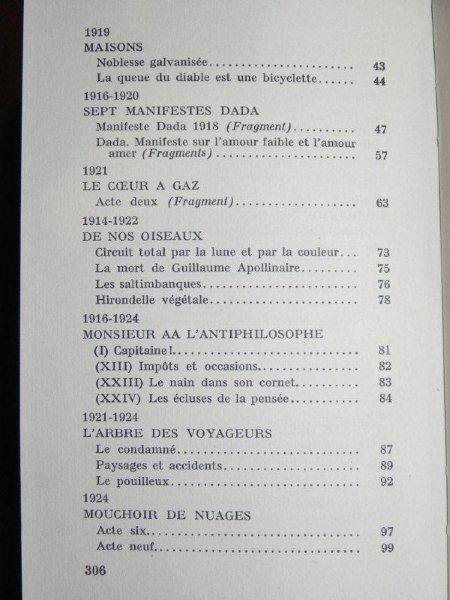 1919
MAISONS
Noblesse galvanisée.......................... 43
La queue du diable est une bicyclette...... 44
1916-1920
SEPT MANIFESTES DADA
Manifeste Dada 1918 (Fragment)............. 47
Dada. Manifeste sur l'amour faible et l'amour
amer (Fragments)........................... 57
1921
LE CŒUR A GAZ
Acte deux (Fragment)....................... 63
1914-1922
DE NOS OISEAUX
Circuit total par la lune et par la couleur... 73
La mort de Guillaume Apollinaire........... 75
Les saltimbanques.......................... 76
Hirondelle végétale........................ 78
1916-1924
MONSIEUR AA L'ANTIPHILOSOPHE
(I) Capitaine!............................. 81
(XIII) Impôts et occasions................. 82
(XXIII) Le nain dans son cornet............ 83
(XXIV) Les écluses de la pensée............ 84
1921-1924
L'ARBRE DES VOYAGEURS
Le condamné................................ 87
Paysages et accidents...................... 89
Le pouilleux............................... 92
1924
MOUCHOIR DE NUAGES
Acte six................................... 97
Acte neuf.................................. 99
306